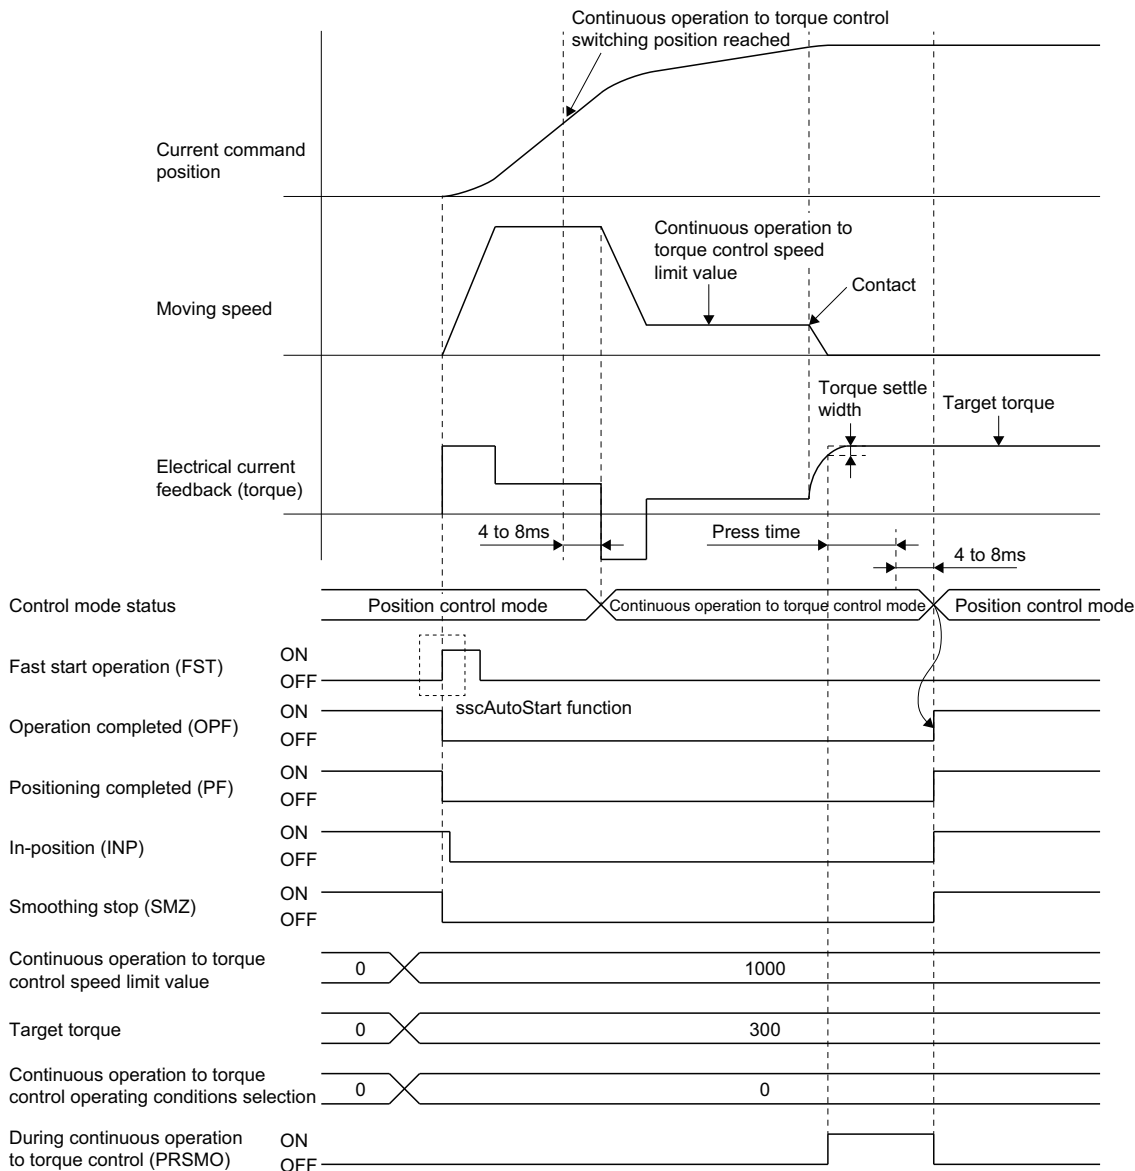 Continuous operation to torque control
switching position reached
Current command
position
Continuous operation to
torque control speed
limit value
Contact
Moving speed
Torque settle
width
Target torque
Electrical current
feedback (torque)
4 to 8ms
Press time
4 to 8ms
Control mode status
Position control mode
Continuous operation to torque control mode
Position control mode
Fast start operation (FST)
ON
OFF
sscAutoStart function
Operation completed (OPF)
ON
OFF
Positioning completed (PF)
ON
OFF
In-position (INP)
ON
OFF
Smoothing stop (SMZ)
ON
OFF
Continuous operation to torque
control speed limit value
0
1000
Target torque
0
300
Continuous operation to torque
control operating conditions selection
0
0
During continuous operation
to torque control (PRSMO)
ON
OFF